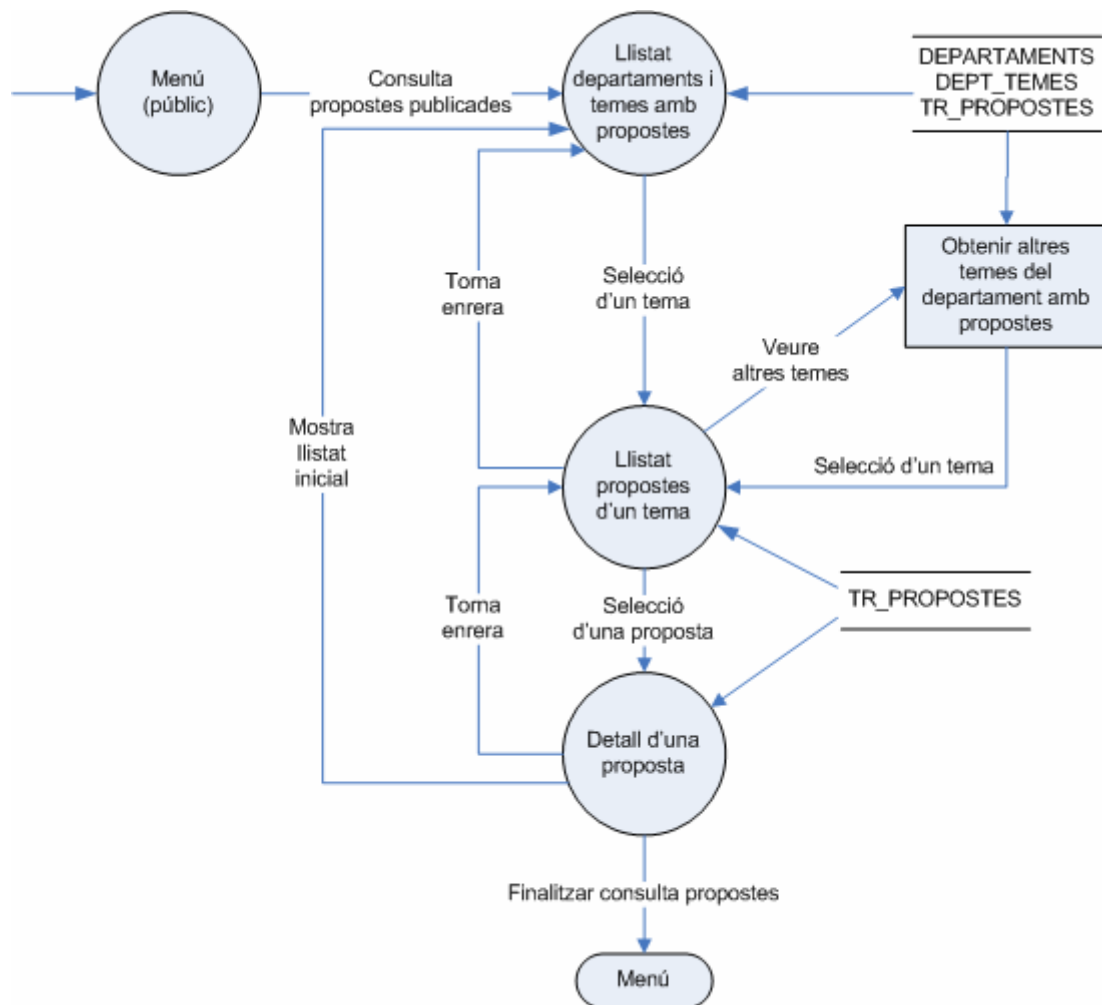 Menú
(públic)
Consulta
propostes publicades
Llistat
departaments i
temes amb
propostes
DEPARTAMENTS
DEPT_TEMES
TR_PROPOSTES
Torna
enrera
Selecció
d'un tema
Obtenir altres
temes del
departament amb
propostes
Veure
altres temes
Mostra
llistat
inicial
Llistat
propostes
d'un tema
Selecció d'un tema
Torna
enrera
Selecció
d'una proposta
TR_PROPOSTES
Detall d'una
proposta
Finalitzar consulta propostes
Menú